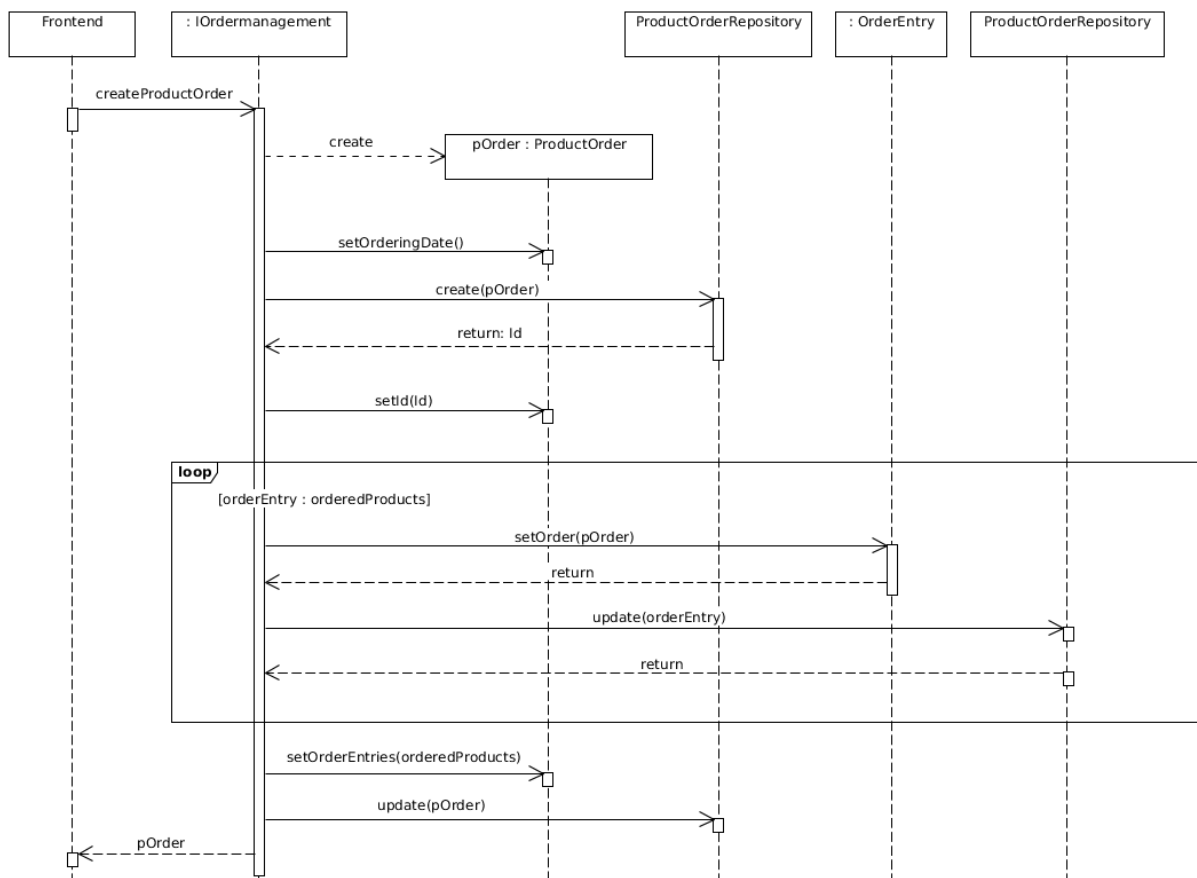 Frontend
: IOrdermanagement
ProductOrderRepository
: OrderEntry
ProductOrderRepository
createProductOrder
create
pOrder : ProductOrder
setOrderingDate()
create(pOrder)
return: Id
setId(Id)
loop
[orderEntry : orderedProducts]
setOrder(pOrder)
return
update(orderEntry)
return
setOrderEntries(orderedProducts)
update(pOrder)
pOrder